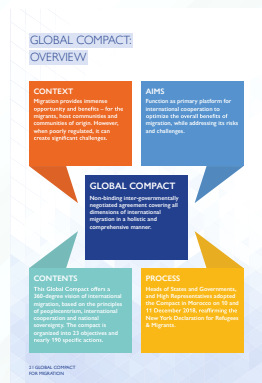 GLOBAL COMPACT:
OVERVIEW
CONTEXT
Migration provides immense
opportunity and benefits – for the
migrants, host communities and
communities of origin. However,
when poorly regulated, it can
create significant challenges.
AIMS
Function as primary platform for
international cooperation to
optimise the overall benefits of
migration, while addressing its risks
and challenges.
GLOBAL COMPACT
Non-binding inter-governmentally
negotiated agreement covering all
dimensions of international
migration in a holistic and
comprehensive manner.
CONTENTS
This Global Compact offers a
360-degree vision of international
migration, based on the principles
of peoplecentrism, international
cooperation and national
sovereignty. The compact is
organised into 23 objectives and
nearly 190 specific actions.
PROCESS
Heads of States and Governments,
and High Representatives adopted
the Compact in Morocco on 10 and
11 December 2018, reaffirming the
New York Declaration for Refugees
& Migrants.
21 GLOBAL COMPACT
FOR MIGRATION